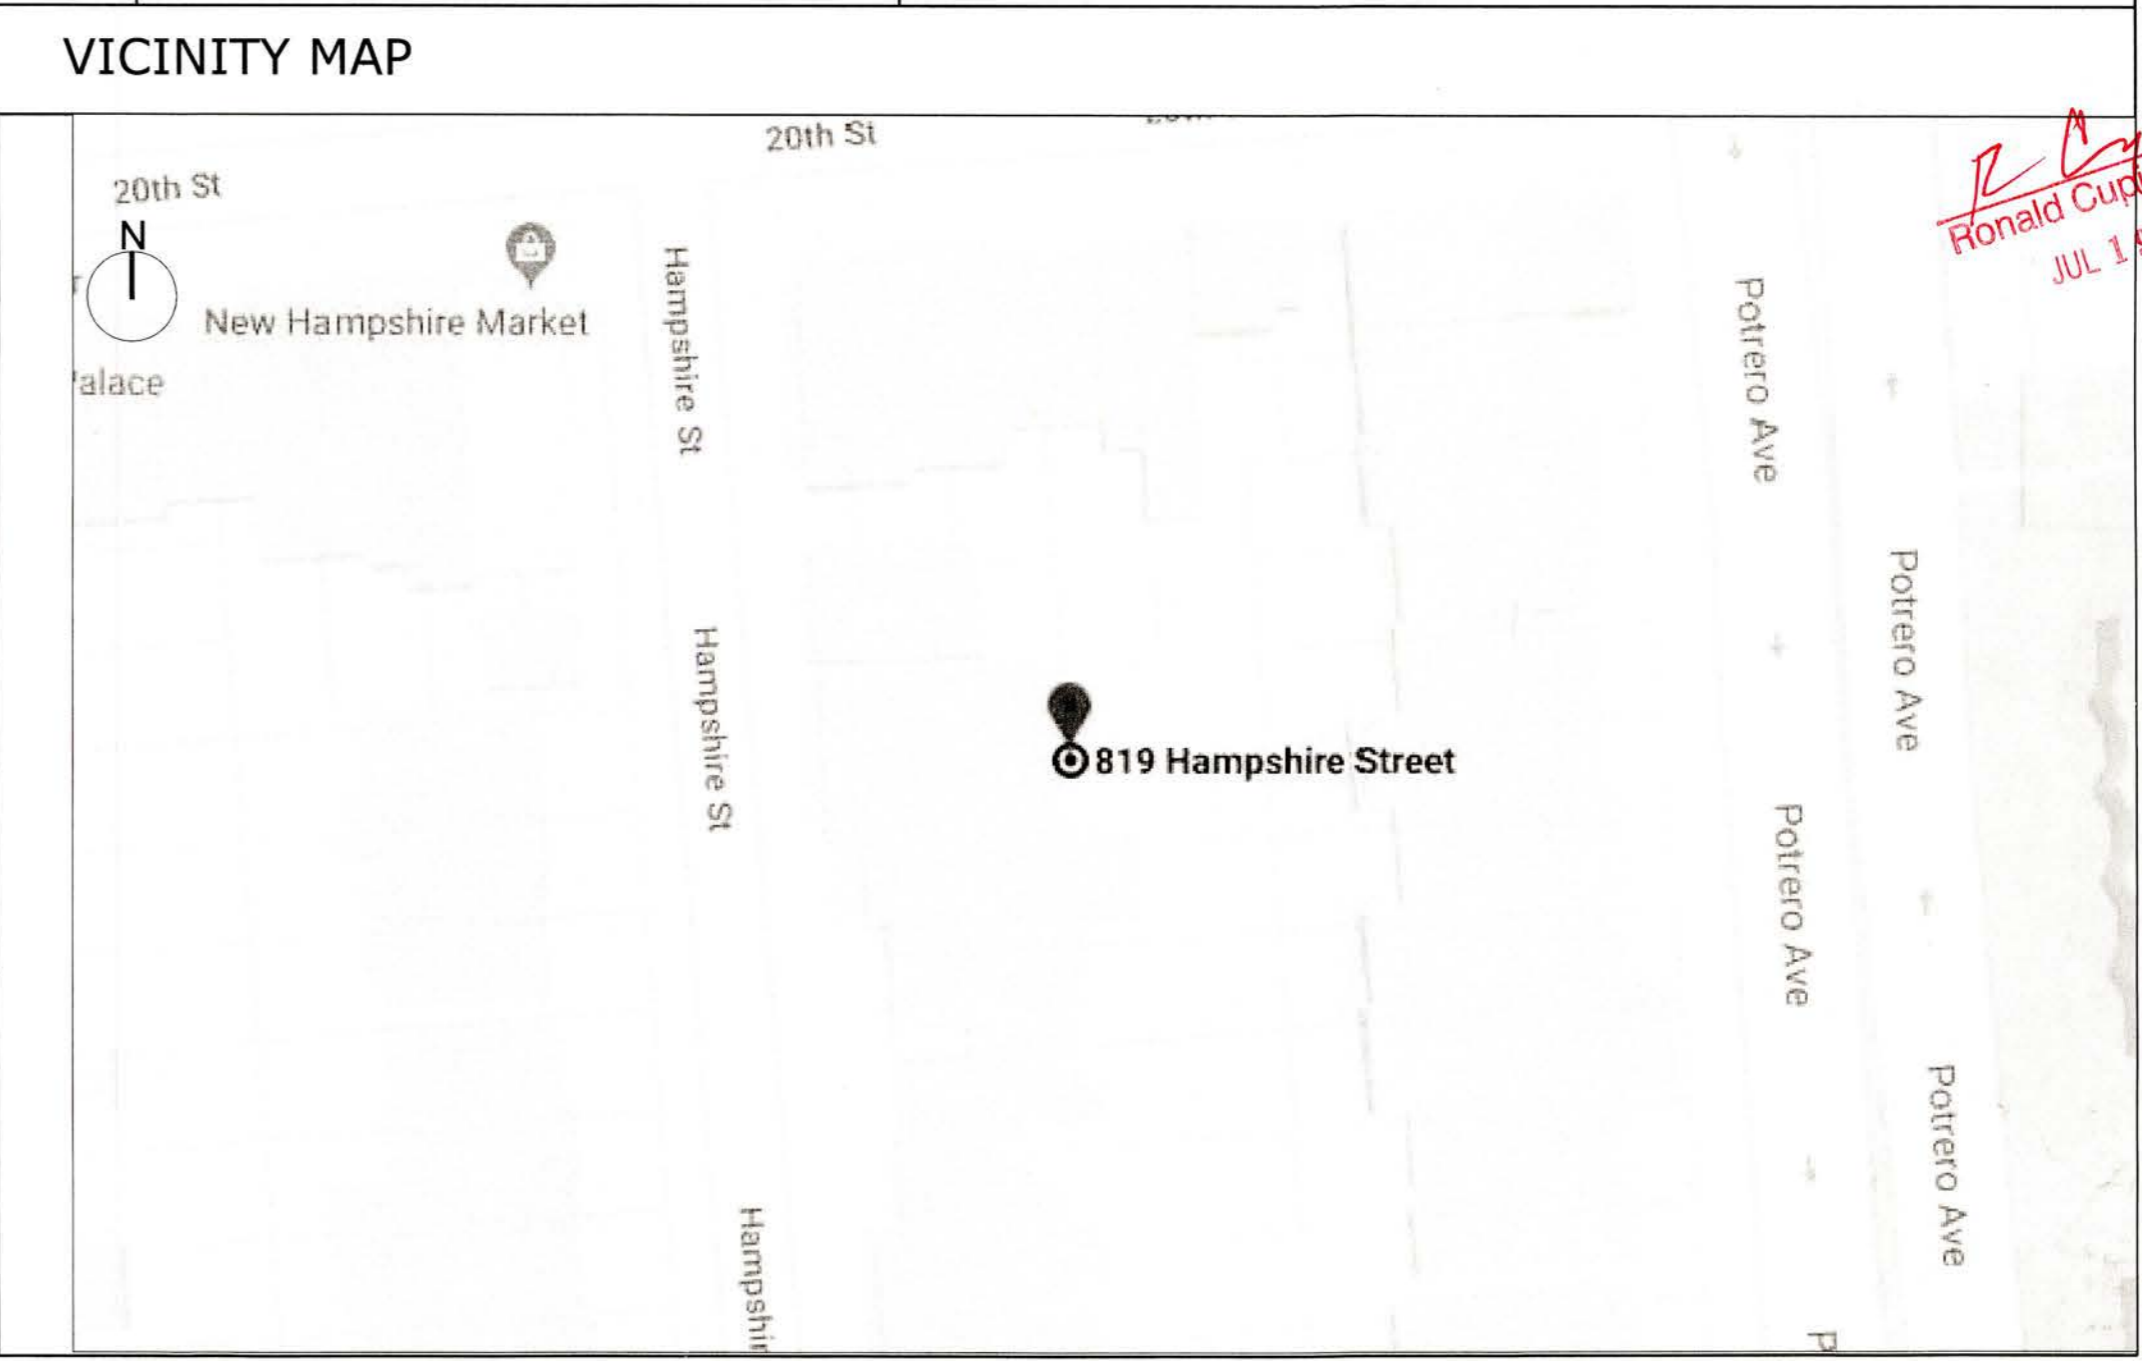 VICINITY MAP
20th St
20th St
N
New Hampshire Market
alace
Hampshire St
Hampshire St
Hampshir
819 Hampshire Street
Potrero Ave
Potrero Ave
Potrero Ave
Potrero Ave
P
Ronald Cup
JUL 1